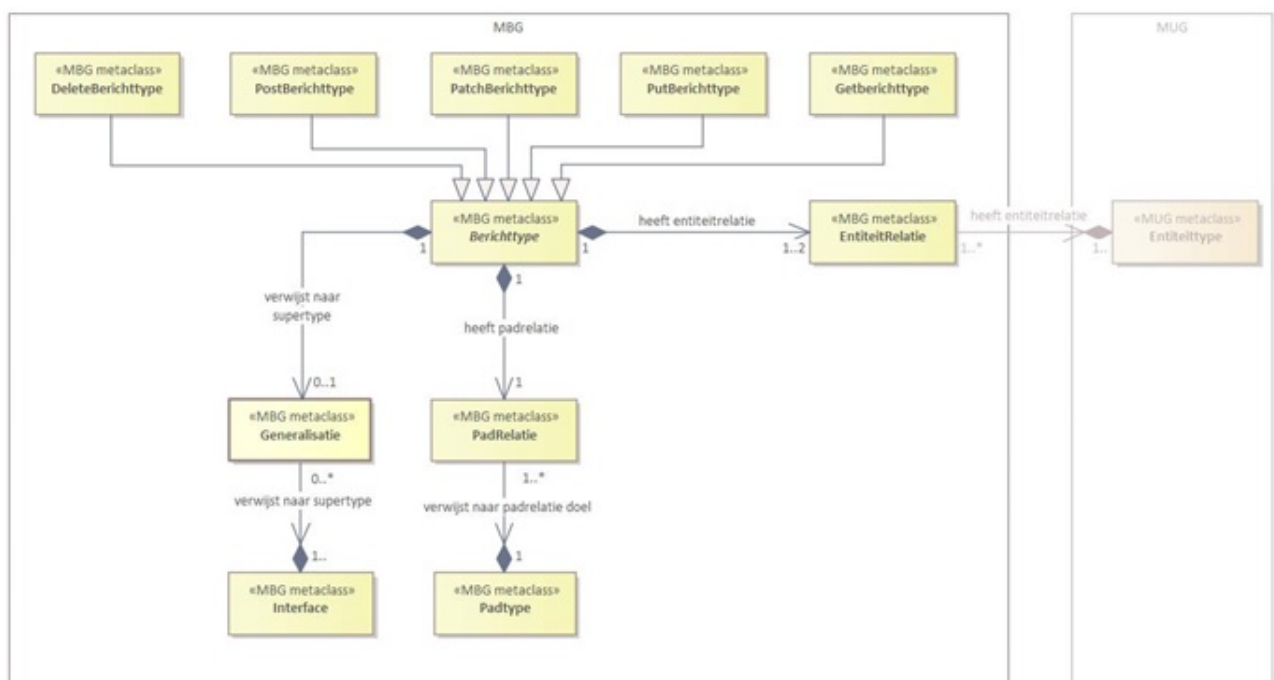 MBG
MUG
«MBG metaclass»
DeleteBerichttype
«MBG metaclass»
PostBerichttype
«MBG metaclass»
PatchBerichttype
«MBG metaclass»
PutBerichttype
«MBG metaclass»
Getberichttype
«MBG metaclass»
Berichttype
1
1
1
heeft entiteitrelatie
1..2
«MBG metaclass»
EntiteitRelatie
heeft entiteitrelatie
1..*
1..
«MUG metaclass»
Entiteittype
verwijst naar
supertype
0..1
heeft padrelatie
1
«MBG metaclass»
Generalisatie
«MBG metaclass»
PadRelatie
0..*
verwijst naar supertype
1..
1..*
verwijst naar padrelatie doel
1
«MBG metaclass»
Interface
«MBG metaclass»
Padtype